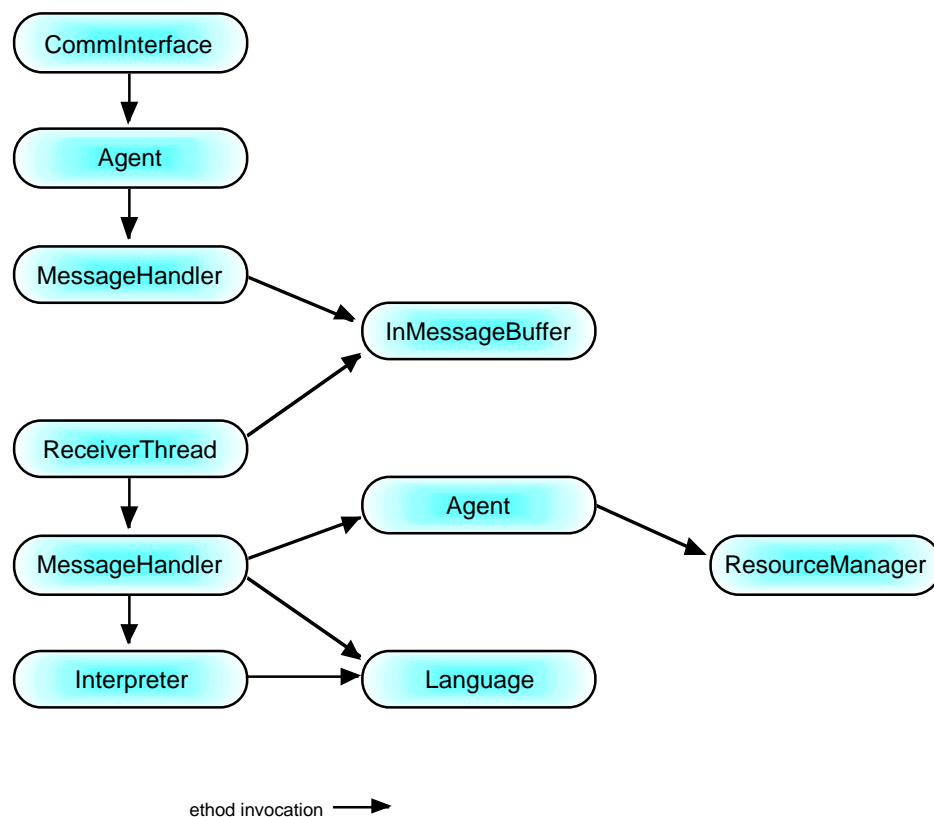 CommInterface
Agent
MessageHandler
InMessageBuffer
ReceiverThread
Agent
MessageHandler
ResourceManager
Interpreter
Language
ethod invocation